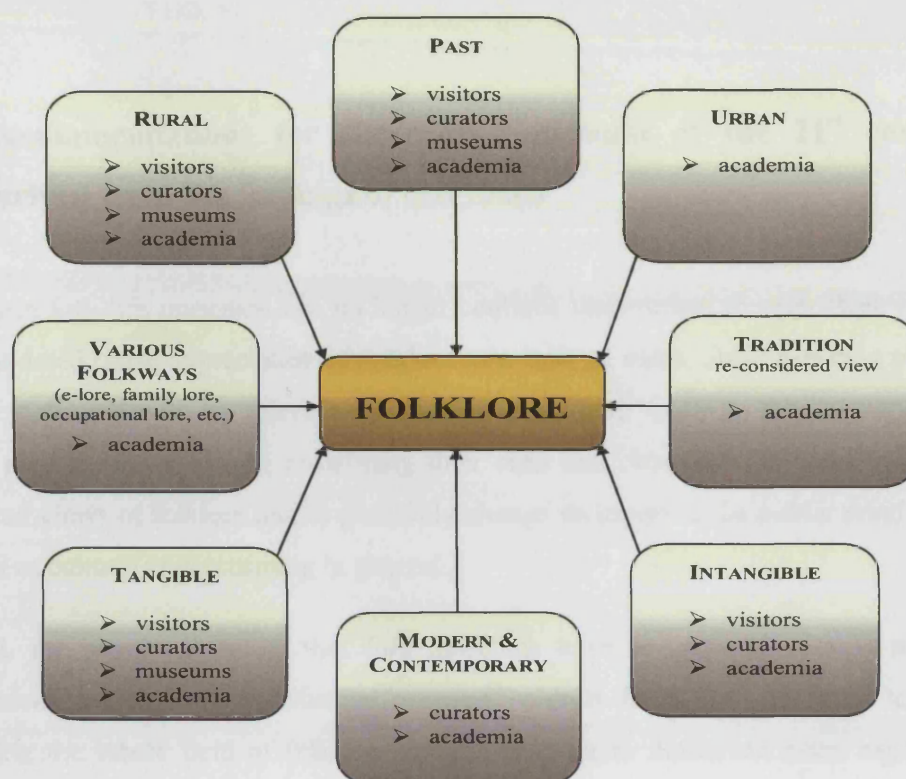 PAST
➢ visitors
➢ curators
➢ museums
➢ academia
RURAL
➢ visitors
➢ curators
➢ museums
➢ academia
URBAN
➢ academia
VARIOUS
FOLKWAYS
(e-lore, family lore,
occupational lore, etc.)
➢ academia
FOLKLORE
TRADITION
re-considered view
➢ academia
TANGIBLE
➢ visitors
➢ curators
➢ museums
➢ academia
MODERN &
CONTEMPORARY
➢ curators
➢ academia
INTANGIBLE
➢ visitors
➢ curators
➢ academia